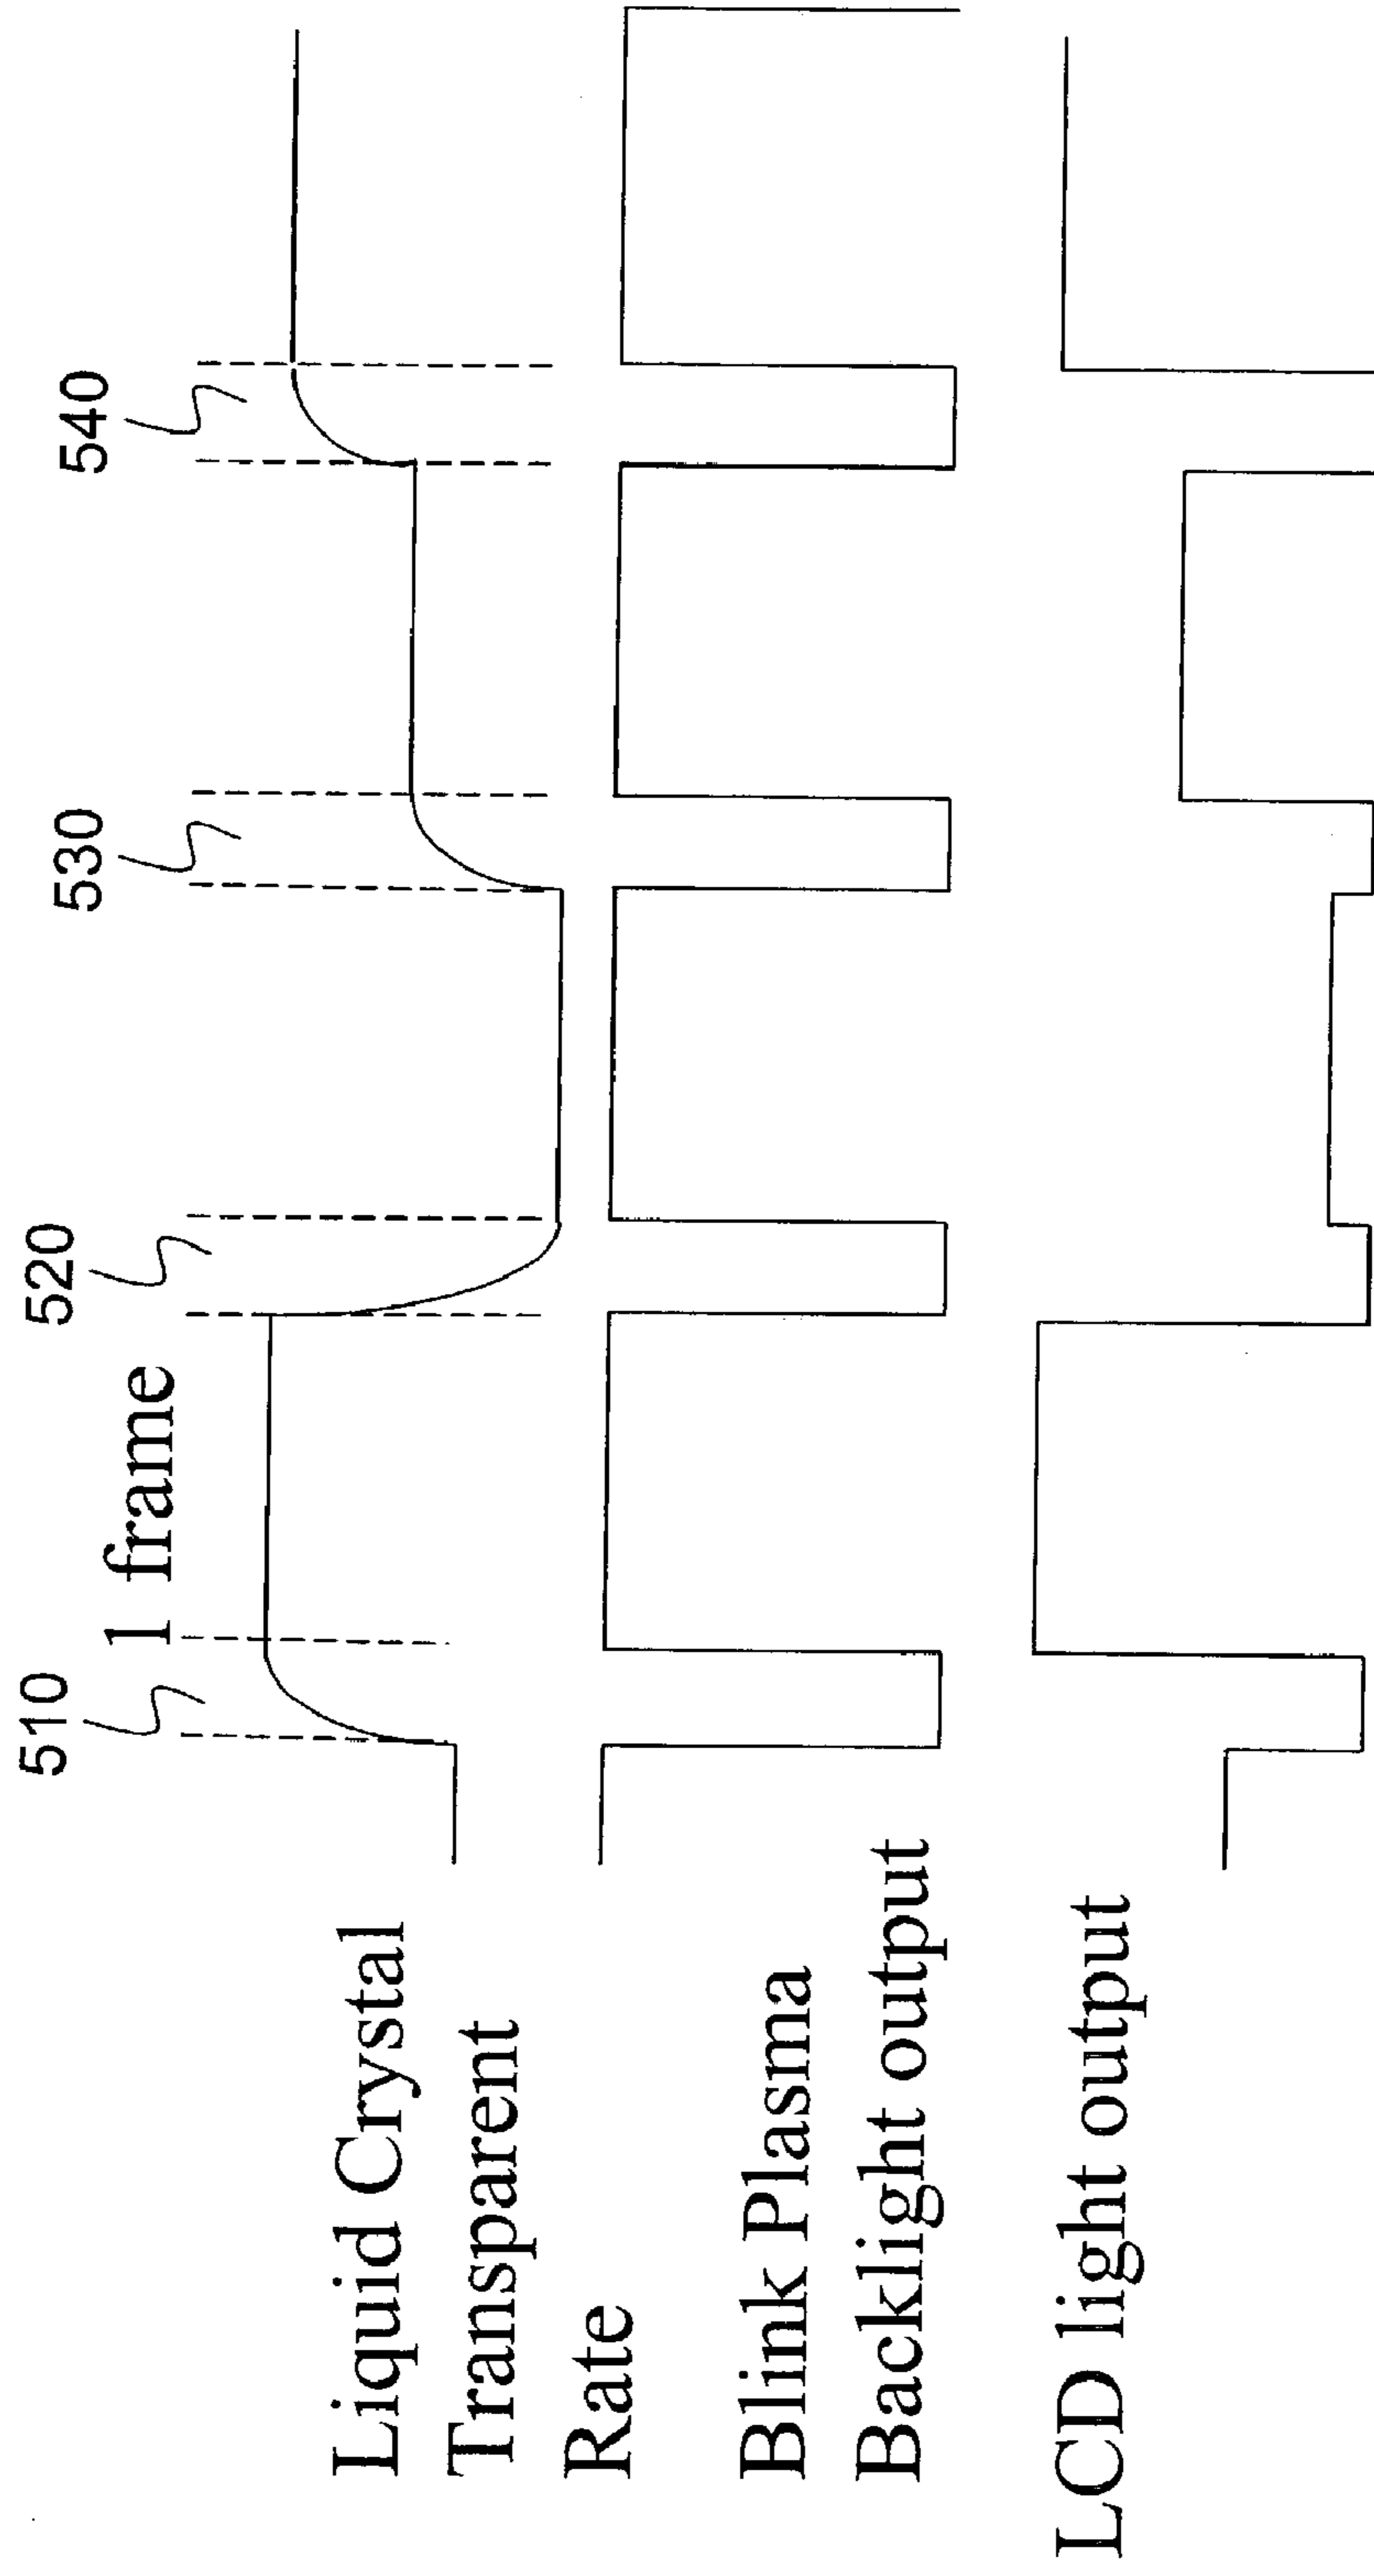 510
1 frame
520
530
540
Liquid Crystal
Transparent
Rate
Blink Plasma
Backlight output
LCD light output